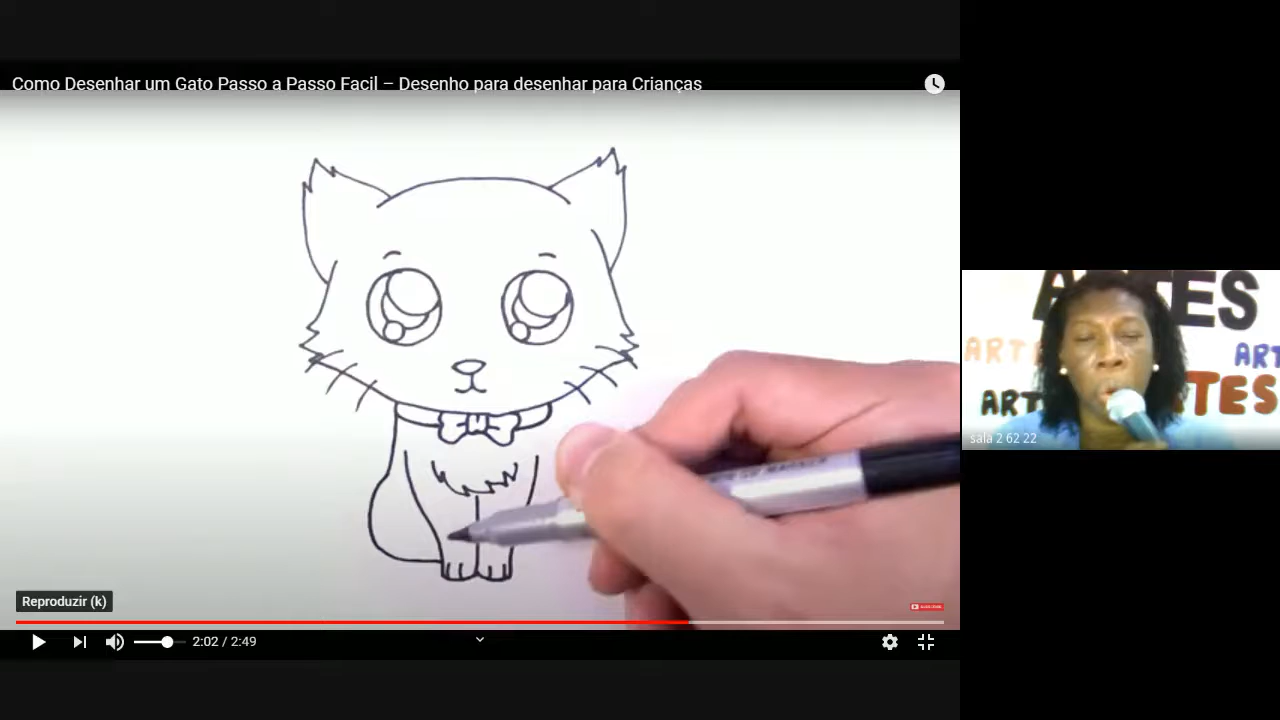 Como Desenhar um Gato Passo a Passo Facil – Desenho para desenhar para Crianças
ARTES
ART ART
ART ARTES
sala 2 62 22
Reproduzir (k)
2:02 / 2:49